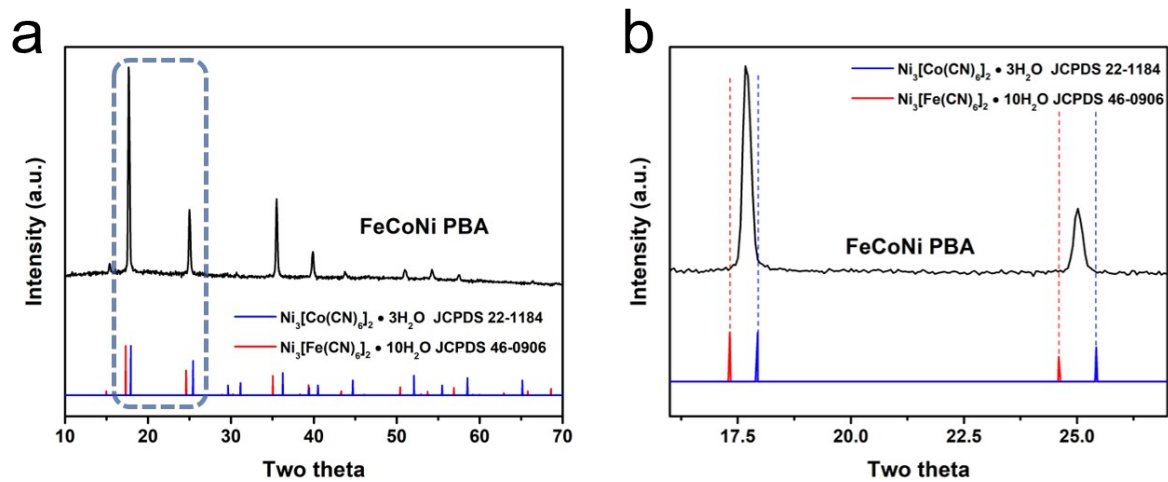 a
Intensity (a.u.)
FeCoNi PBA
Ni₃[Co(CN)₆]₂ • 3H₂O JCPDS 22-1184
Ni₃[Fe(CN)₆]₂ • 10H₂O JCPDS 46-0906
10 20 30 40 50 60 70
Two theta
b
Intensity (a.u.)
Ni₃[Co(CN)₆]₂ • 3H₂O JCPDS 22-1184
Ni₃[Fe(CN)₆]₂ • 10H₂O JCPDS 46-0906
FeCoNi PBA
17.5 20.0 22.5 25.0
Two theta